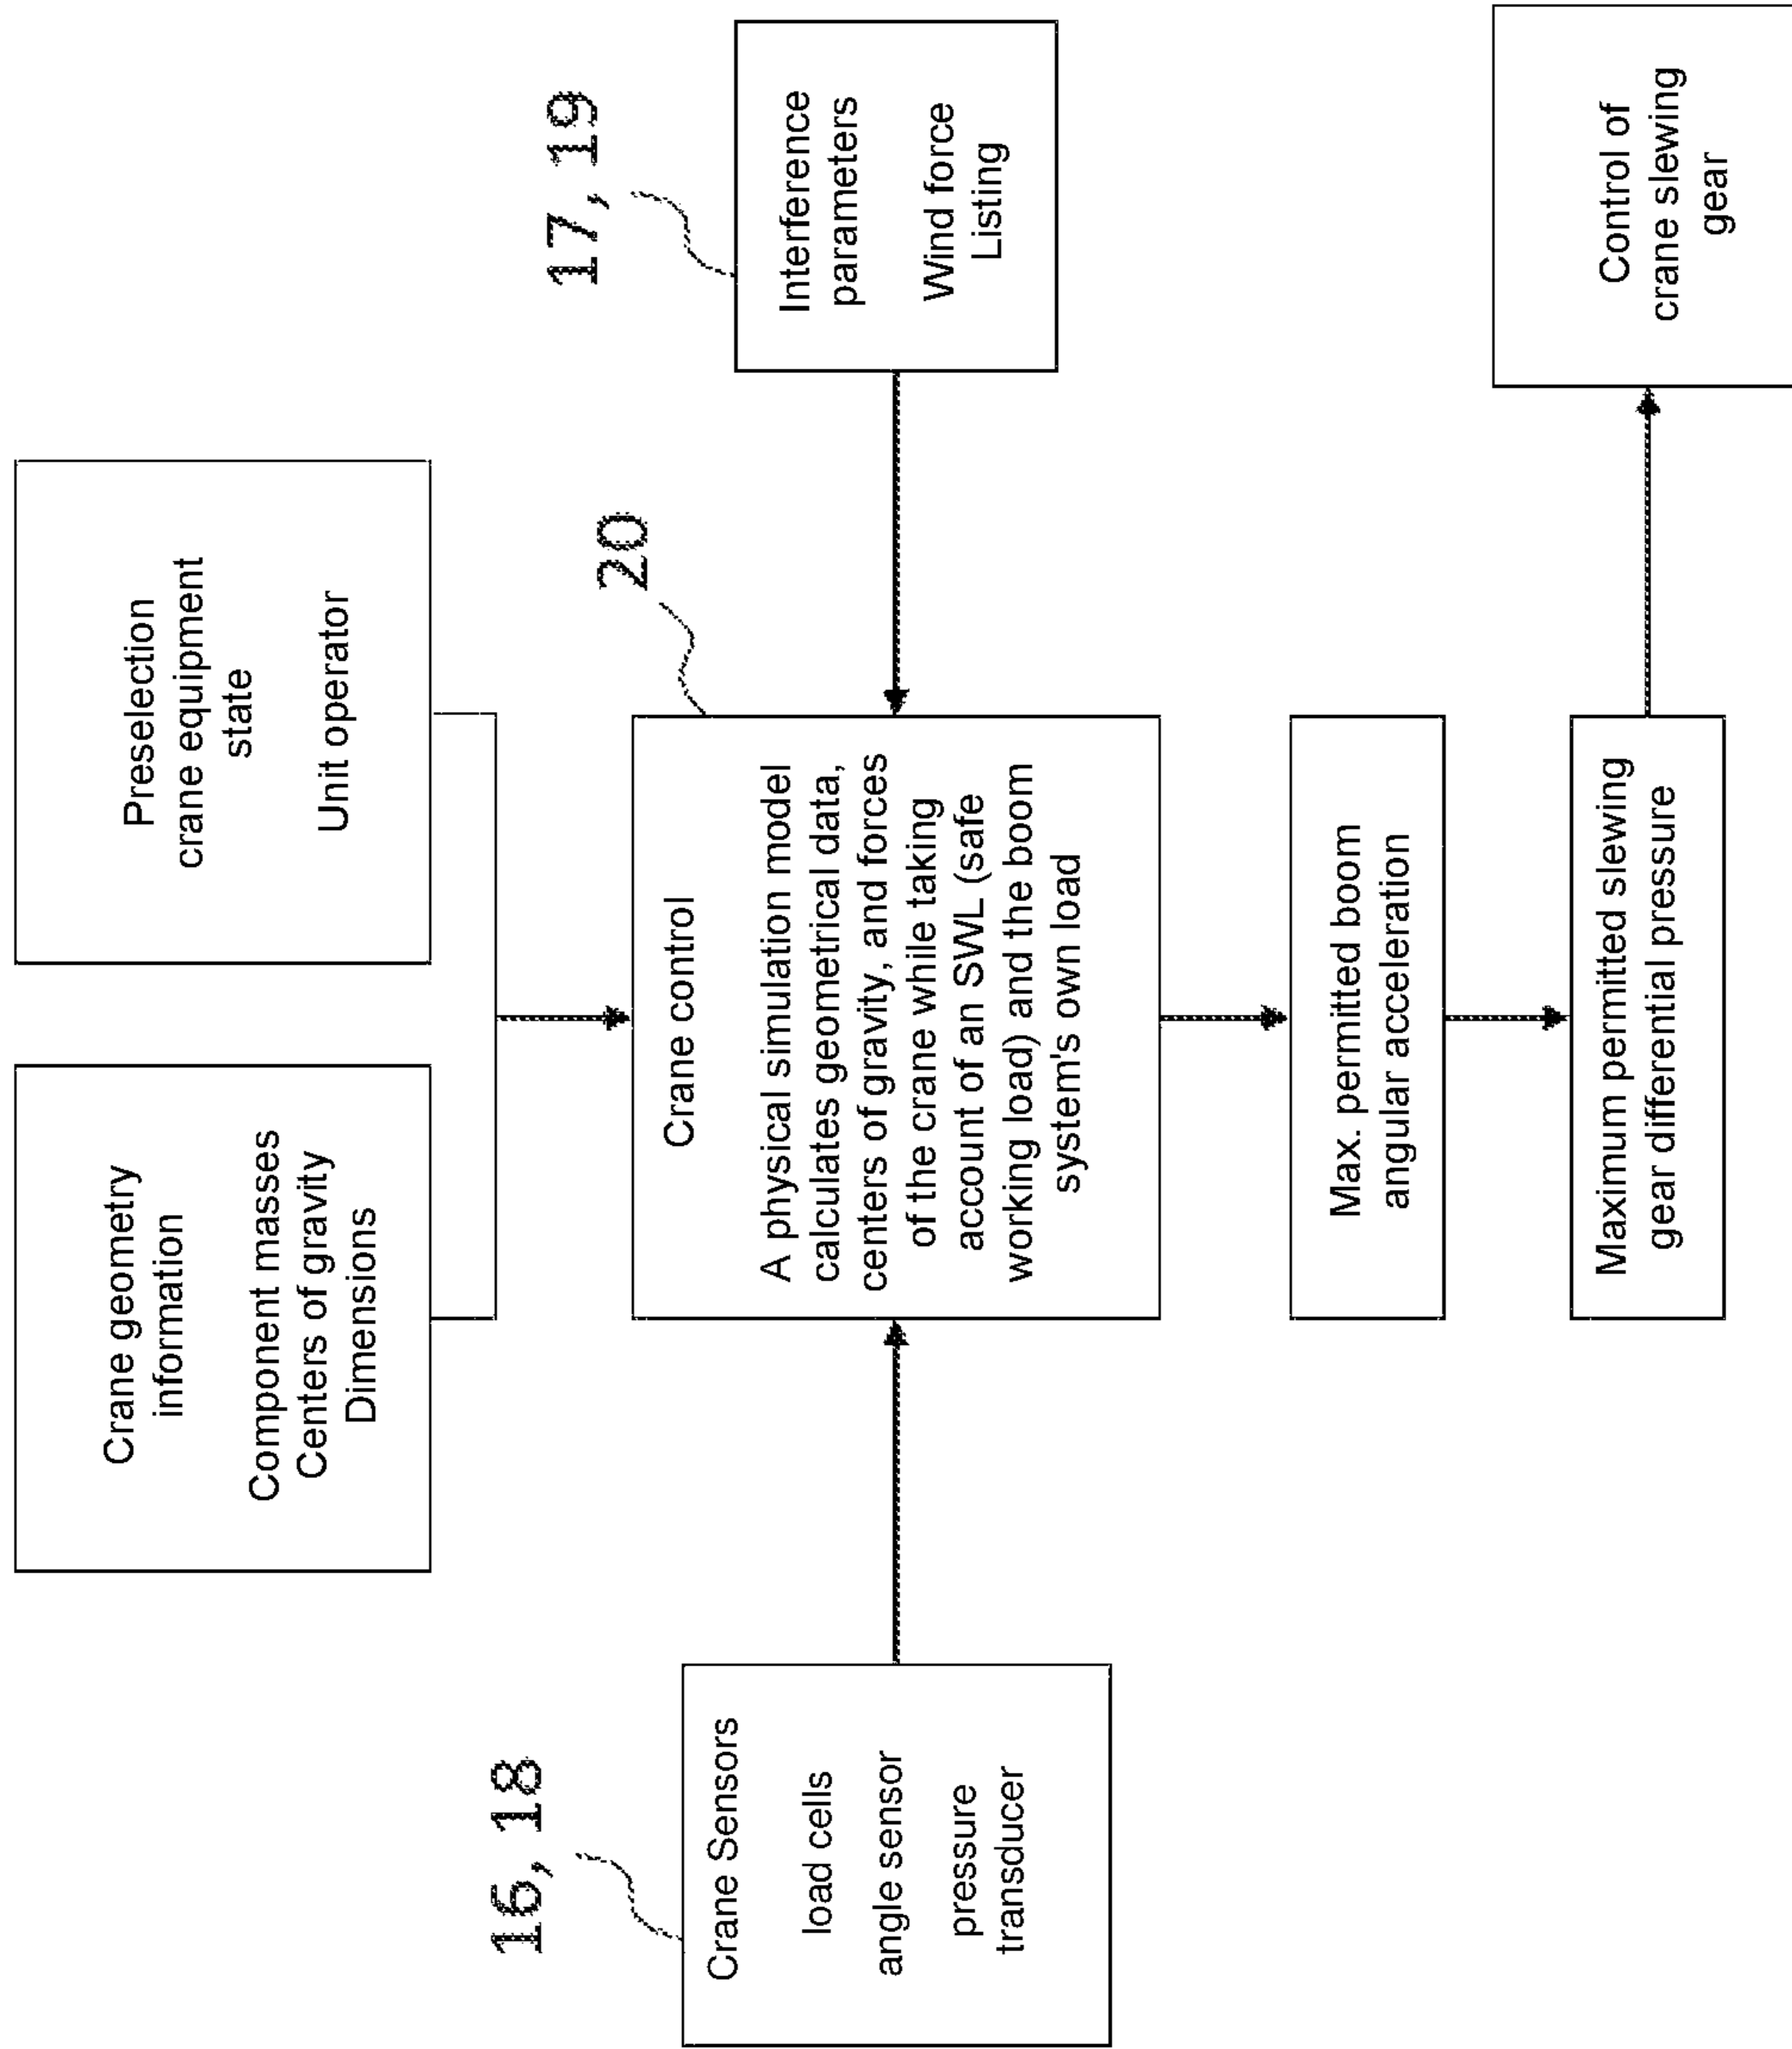 Crane geometry
information
Component masses
Centers of gravity
Dimensions
Preselection
crane equipment
state
Unit operator
16, 18
Crane Sensors
load cells
angle sensor
pressure
transducer
20
Crane control
A physical simulation model
calculates geometrical data,
centers of gravity, and forces
of the crane while taking
account of an SWL (safe
working load) and the boom
system's own load
17, 19
Interference
parameters
Wind force
Listing
Max. permitted boom
angular acceleration
Maximum permitted slewing
gear differential pressure
Control of
crane slewing
gear